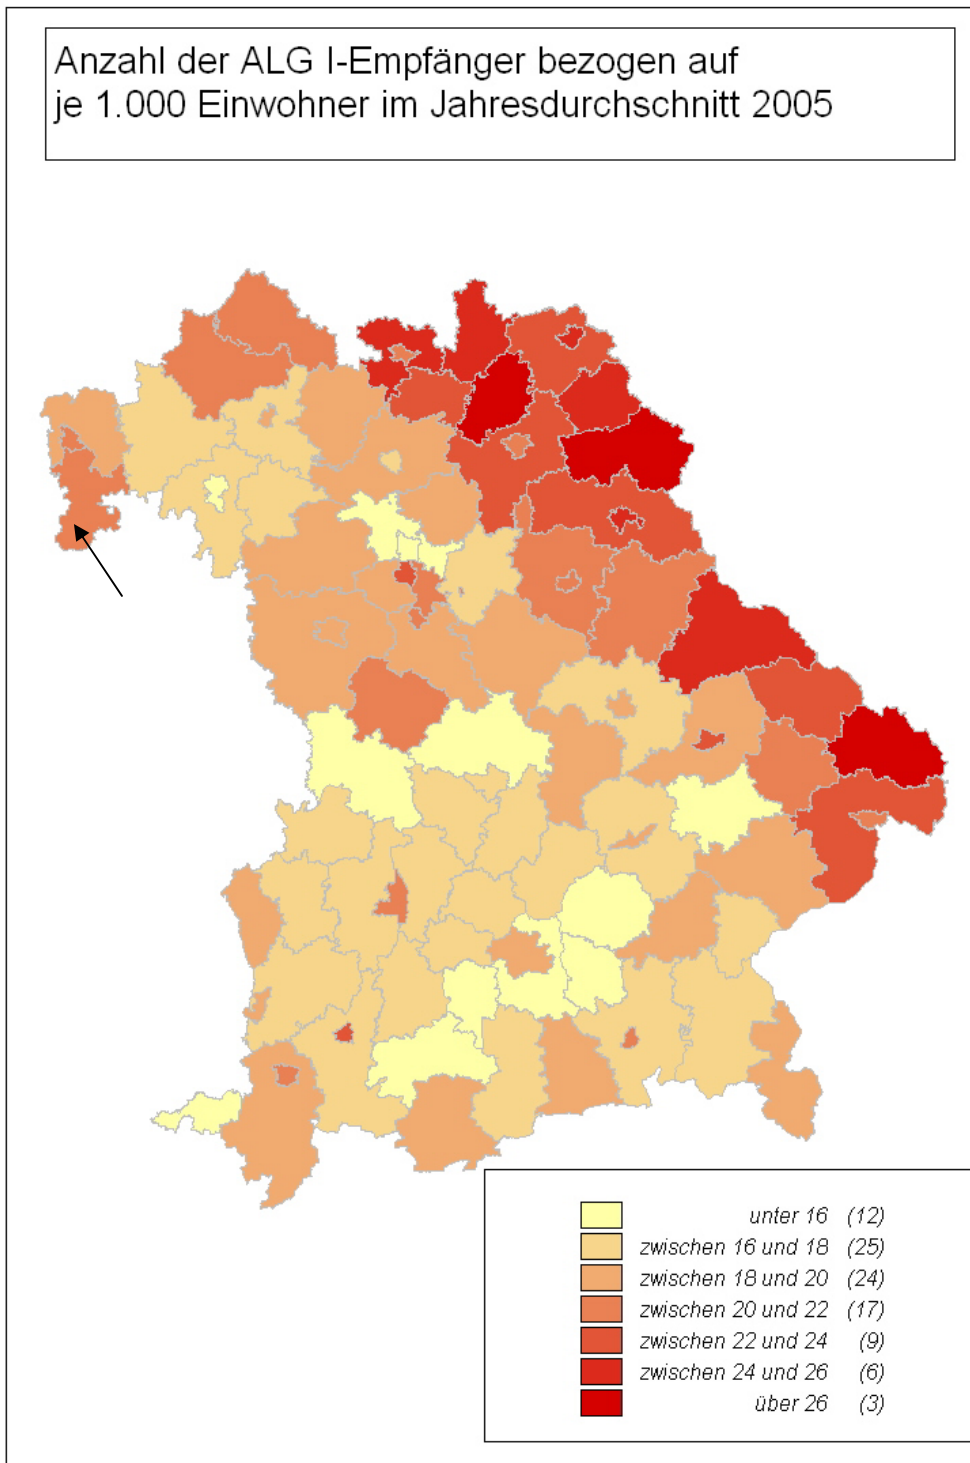 Anzahl der ALG I-Empfänger bezogen auf
je 1.000 Einwohner im Jahresdurchschnitt 2005
unter 16 (12)
zwischen 16 und 18 (25)
zwischen 18 und 20 (24)
zwischen 20 und 22 (17)
zwischen 22 und 24 (9)
zwischen 24 und 26 (6)
über 26 (3)